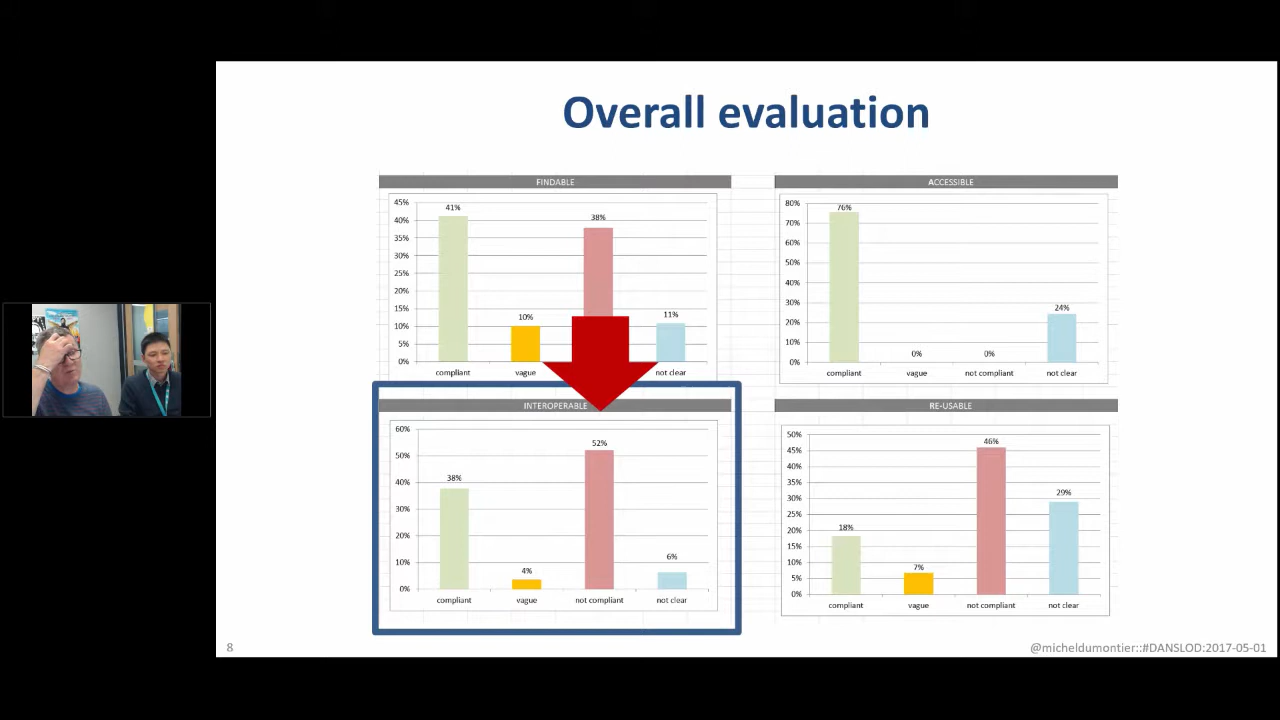 Overall evaluation
FINDABLE
45%
40%
35%
30%
25%
20%
15%
10%
5%
0%
41%
10%
38%
11%
compliant
vague
not clear
ACCESSIBLE
80%
70%
60%
50%
40%
30%
20%
10%
0%
76%
0%
0%
24%
compliant
vague
not compliant
not clear
INTEROPERABLE
60%
50%
40%
30%
20%
10%
0%
38%
4%
52%
6%
compliant
vague
not compliant
not clear
RE-USABLE
50%
45%
40%
35%
30%
25%
20%
15%
10%
5%
0%
18%
7%
46%
29%
compliant
vague
not compliant
not clear
8
@micheldumontier::#DANSLOD:2017-05-01